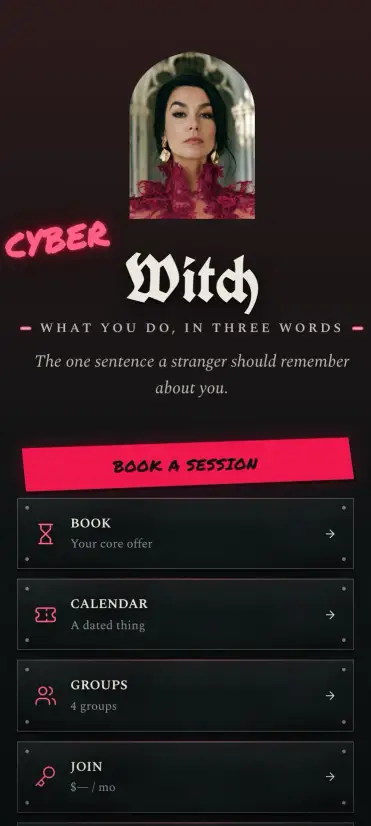 CYBER
Witch
WHAT YOU DO, IN THREE WORDS
The one sentence a stranger should remember
about you.
BOOK A SESSION
BOOK
Your core offer
CALENDAR
A dated thing
GROUPS
4 groups
JOIN
$— / mo